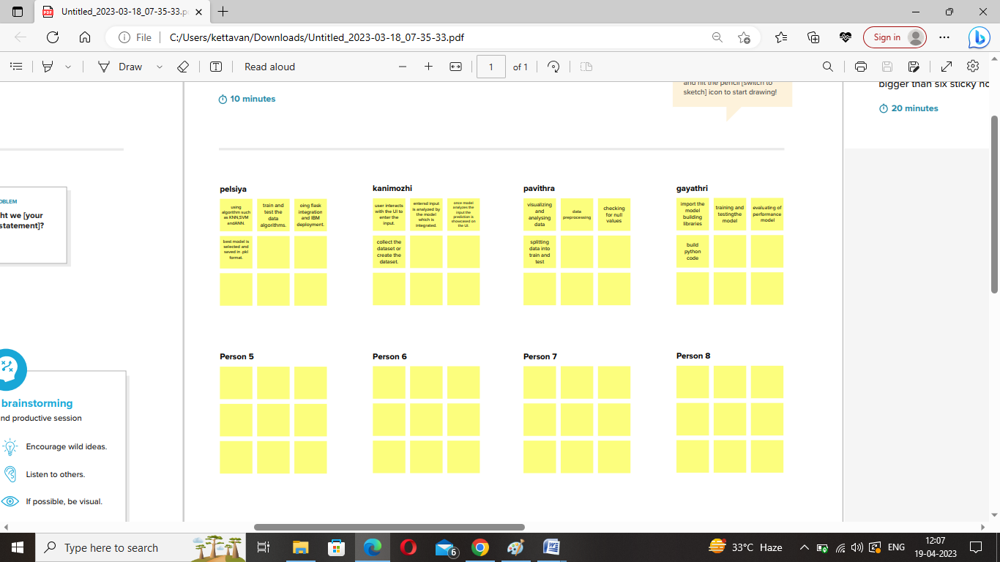 Untitled_2023-03-18_07-35-33.p
File
C:/Users/kettavan/Downloads/Untitled_2023-03-18_07-35-33.pdf
Sign in
Draw
Read aloud
1
of 1
10 minutes
and hit the pencil [switch to
sketch] icon to start drawing!
bigger than six sticky no
20 minutes
OBLEM
ht we [your
statement]?
pelsiya
using
algorithm such
as KNN,SVM
andANN.
train and
test the
data
algorithms.
oing flask
integration
and IBM
deployment.
best model is
selected and
saved in .pkl
format.
kanimozhi
user interacts
with the UI to
enter the
input.
entersd input
is analyzed by
the model
which is
integrated.
once model
analyzes the
input the
prediction is
showcased on
the UI.
collect the
dataset or
create the
dataset.
pavithra
visualizing
and
analysing
data
data
preprocessing
checking
for null
values
splitting
data into
train and
test
gayathri
import the
model
building
libraries
training and
testingthe
model
evaluating of
performance
model
build
python
code
Person 5
Person 6
Person 7
Person 8
brainstorming
nd productive session
Encourage wild ideas.
Listen to others.
If possible, be visual.
Type here to search
6
33°C Haze
ENG
12:07
19-04-2023